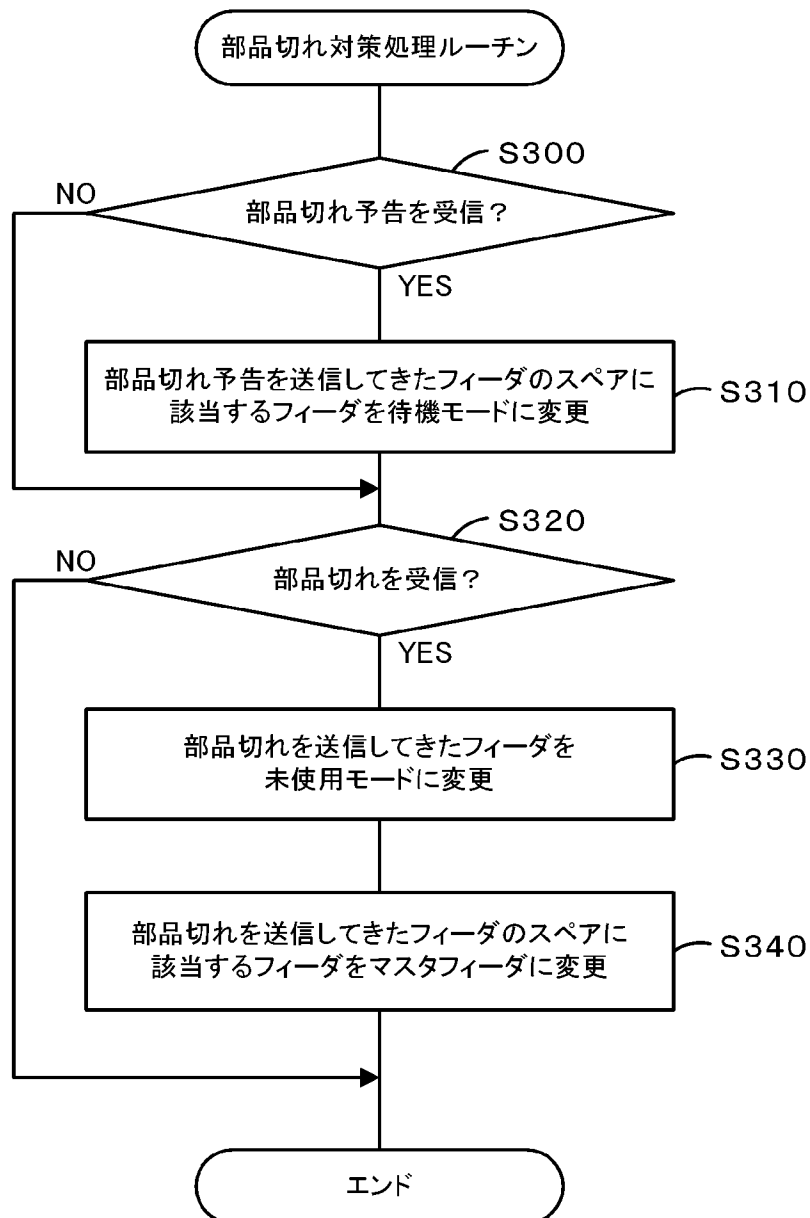 部品切れ対策処理ルーチン
S300
NO
部品切れ予告を受信？
YES
部品切れ予告を送信してきたフィーダのスペアに
該当するフィーダを待機モードに変更
S310
S320
NO
部品切れを受信？
YES
部品切れを送信してきたフィーダを
未使用モードに変更
S330
部品切れを送信してきたフィーダのスペアに
該当するフィーダをマスタフィーダに変更
S340
エンド